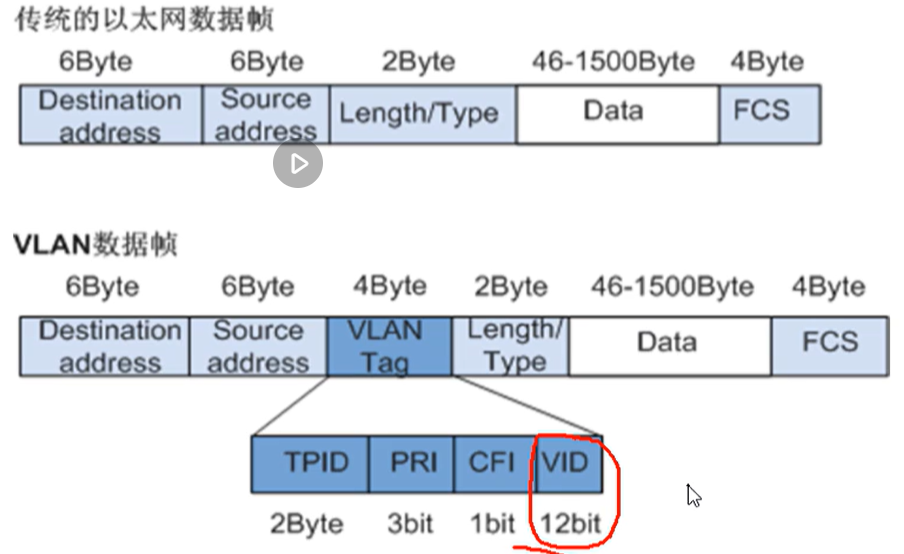 传统的以太网数据帧
6Byte 6Byte 2Byte 46-1500Byte 4Byte
Destination address Source address Length/Type Data FCS
VLAN数据帧
6Byte 6Byte 4Byte 2Byte 46-1500Byte 4Byte
Destination address Source address VLAN Tag Length/Type Data FCS
TPID PRI CFI VID
2Byte 3bit 1bit 12bit